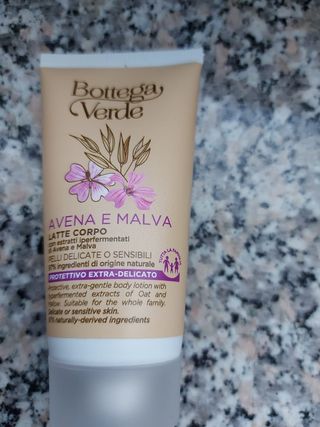 Bottega
Verde
AVENA E MALVA
LATTE CORPO
con estratti iperfermentati
di Avena e Malva
PELLI DELICATE O SENSIBILI
97% ingredienti di origine naturale
PROTETTIVO EXTRA-DELICATO
Protective, extra-gentle body lotion with
hyperfermented extracts of Oat and
Mallow. Suitable for the whole family.
Delicate or sensitive skin.
97% naturally-derived ingredients